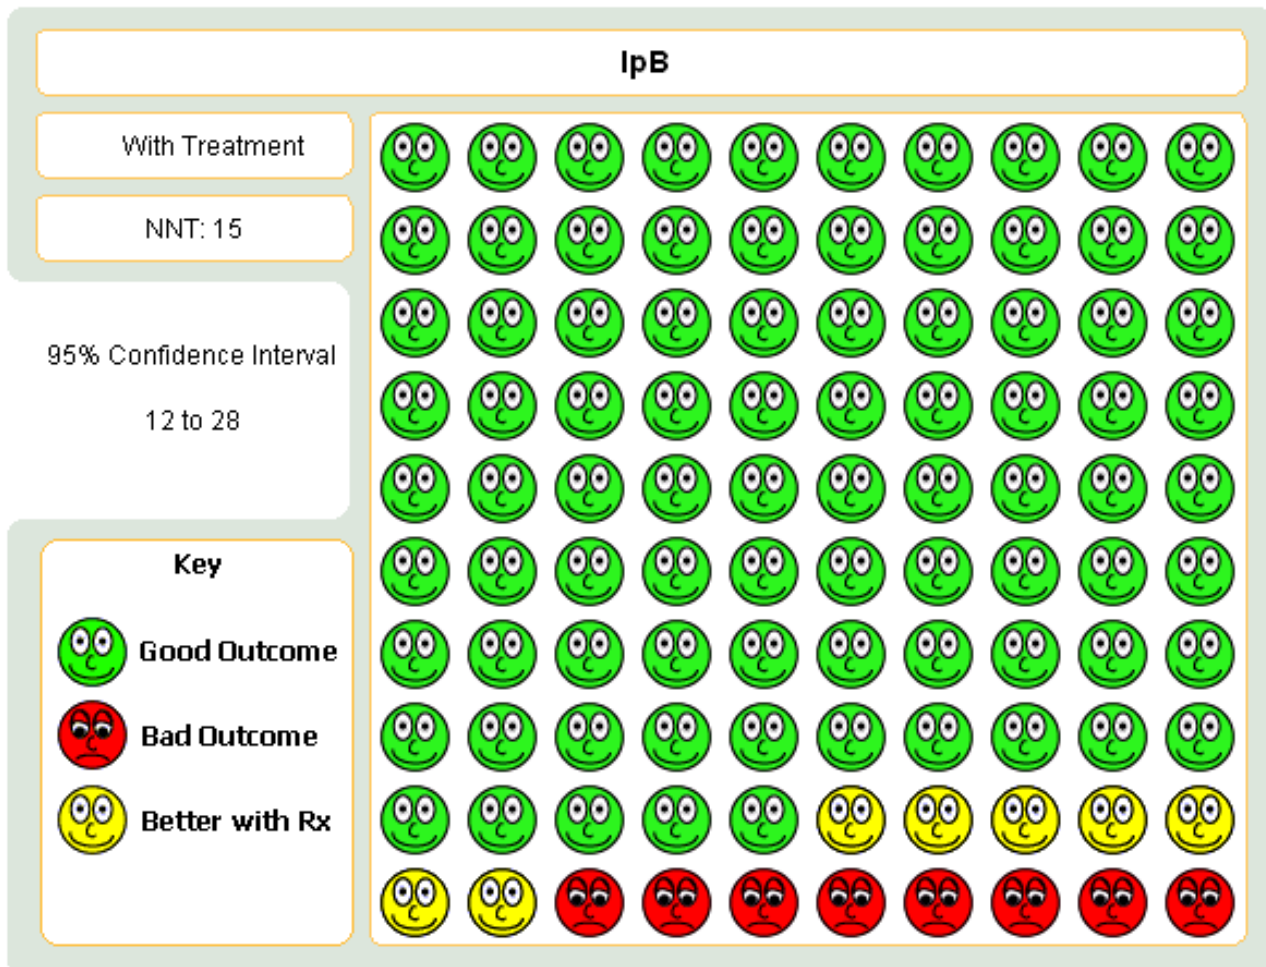 IpB
With Treatment
NNT: 15
95% Confidence Interval
12 to 28
Key
Good Outcome
Bad Outcome
Better with Rx